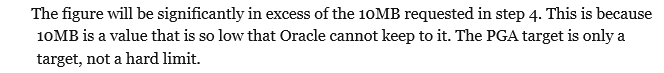 The figure will be significantly in excess of the 10MB requested in step 4. This is because
10MB is a value that is so low that Oracle cannot keep to it. The PGA target is only a
target, not a hard limit.